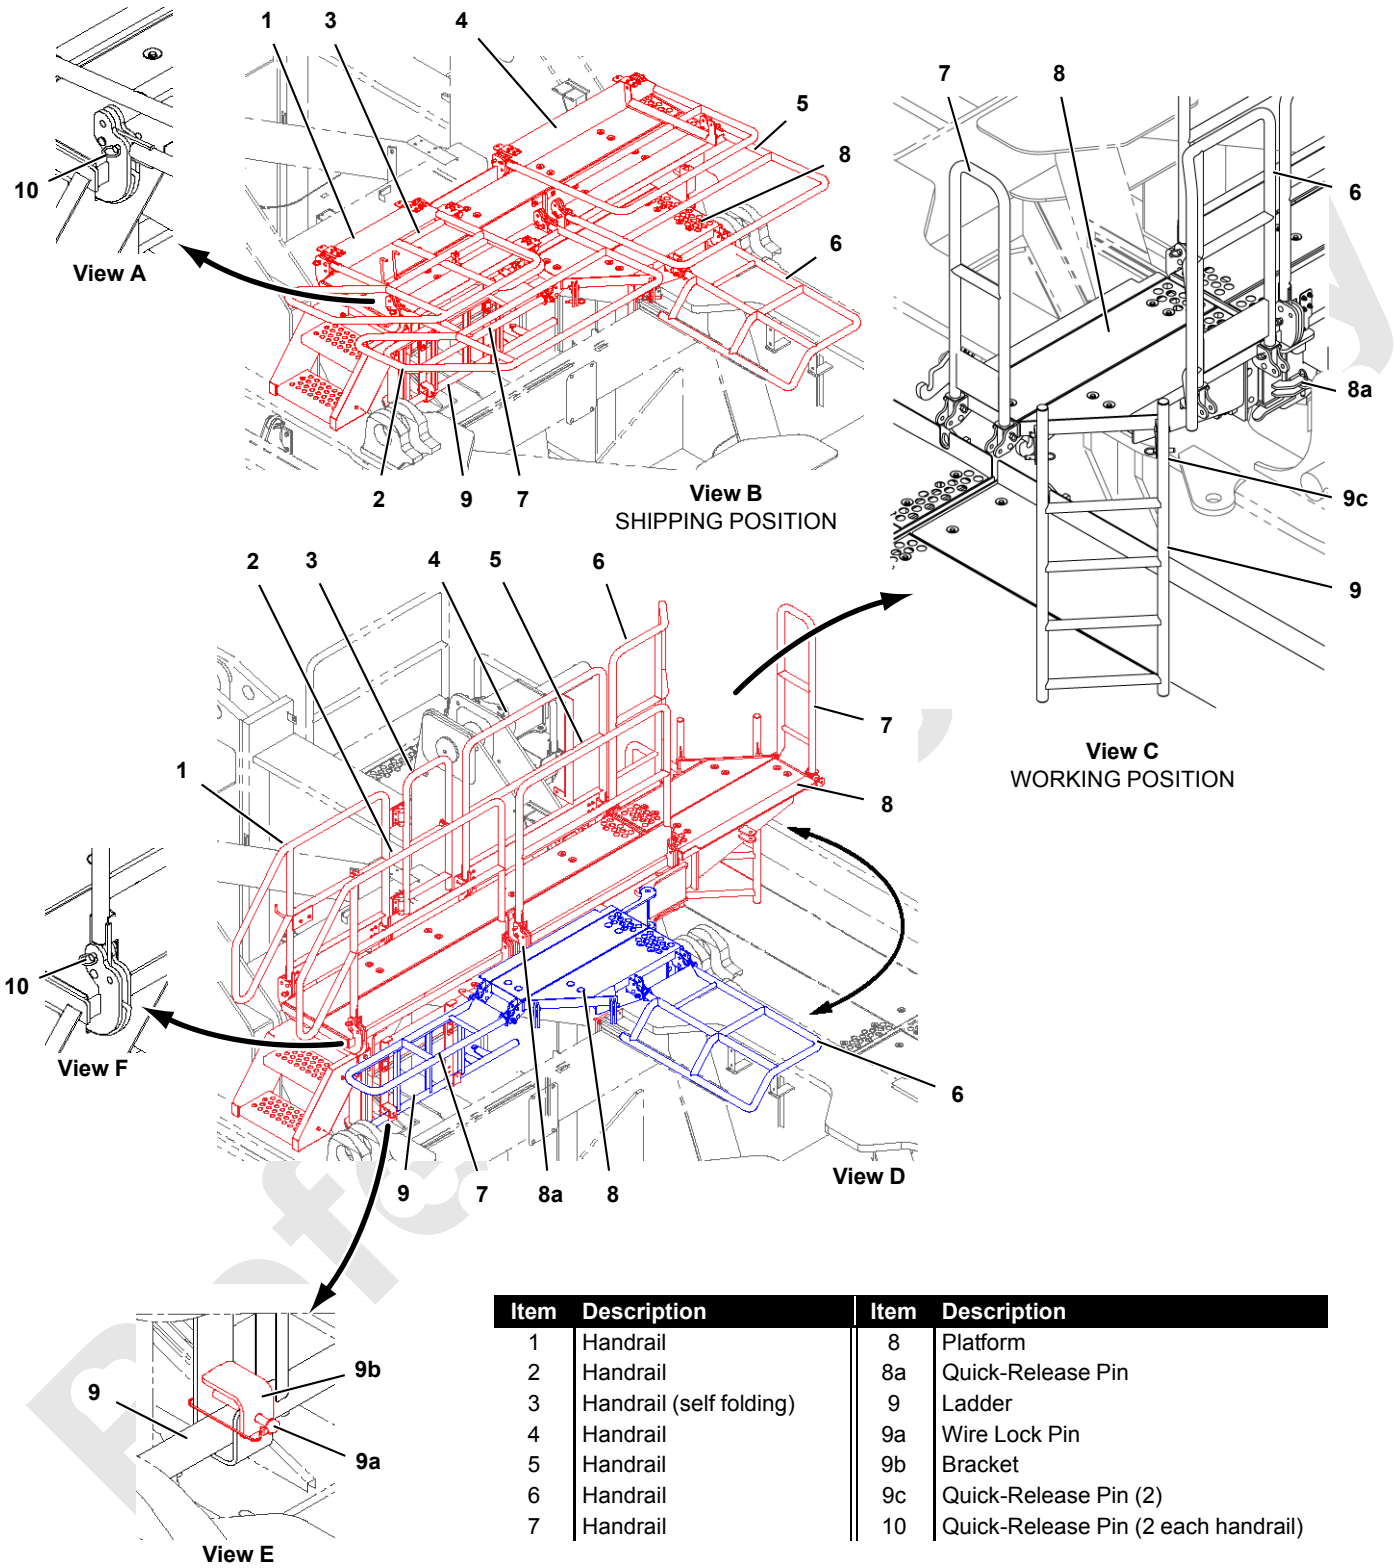 1
3
4
5
8
6
10
View A
2
9
7
View B
SHIPPING POSITION
7
8
6
8a
9c
9
View C
WORKING POSITION
2
3
4
5
6
1
7
8
10
View F
6
9
7
8a
8
View D
9
9b
9a
View E
Item Description Item Description
1 Handrail 8 Platform
2 Handrail 8a Quick-Release Pin
3 Handrail (self folding) 9 Ladder
4 Handrail 9a Wire Lock Pin
5 Handrail 9b Bracket
6 Handrail 9c Quick-Release Pin (2)
7 Handrail 10 Quick-Release Pin (2 each handrail)